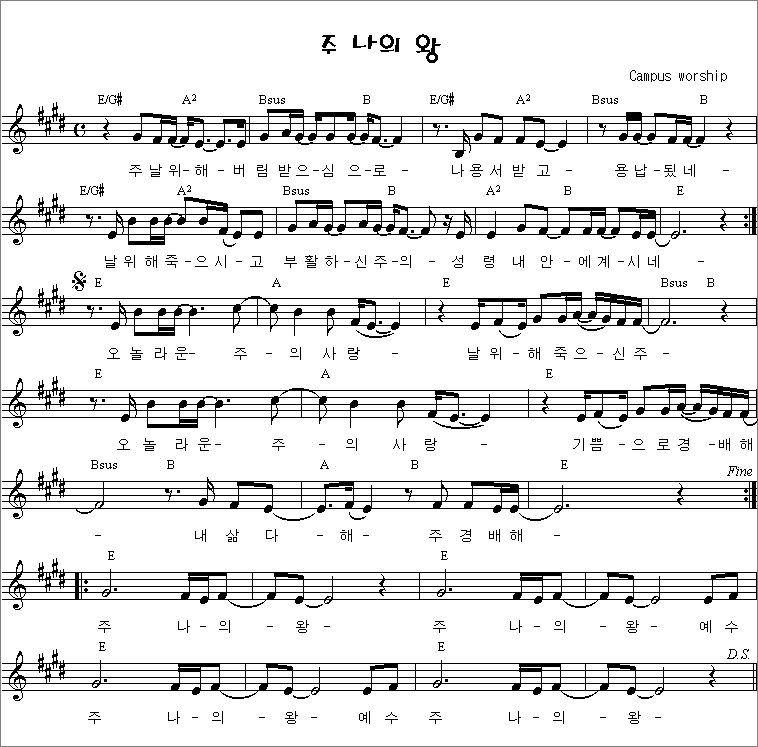 주 나의 왕
Campus worship
E/G# A2 Bsus B E/G# A2 Bsus B
주 날 위-해-버 림 받 으-심 으-로- 나 용 서 받 고- 용 납-됬 네-
E/G# A2 Bsus B A2 B E
날 위 해 죽-으 시-고 부 활 하-신 주-의-성 령 내 안-에 계-시 네 -
E A E Bsus B
오 놀 라 운- 주-의 사 랑- 날 위-해 죽-으-신 주-
E A E
오 놀 라 운- 주-의 사 랑- 기 쁨-으 로 경-배 해
Bsus B A B E Fine
- 내 삶 다-해- 주 경 배 해-
E E
주 나-의-왕- 주 나-의-왕- 예 수
E E D.S.
주 나-의-왕- 예 수 주 나-의-왕-